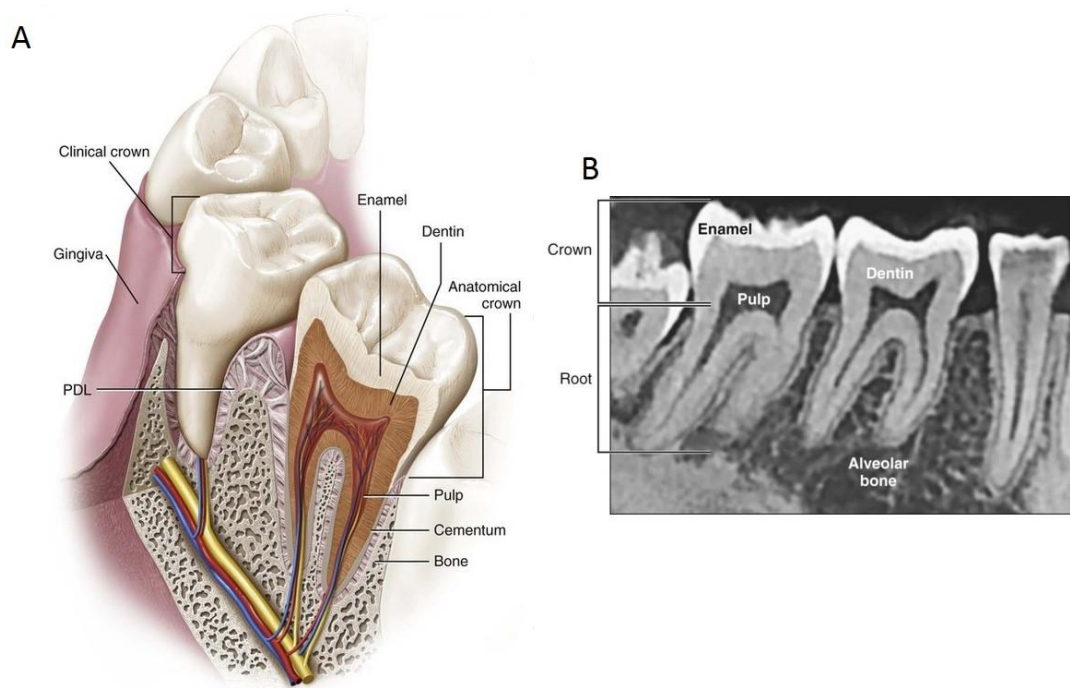 A
Clinical crown
Gingiva
PDL
Enamel
Dentin
Anatomical
crown
Pulp
Cementum
Bone
B
Crown
Root
Enamel
Dentin
Pulp
Alveolar
bone